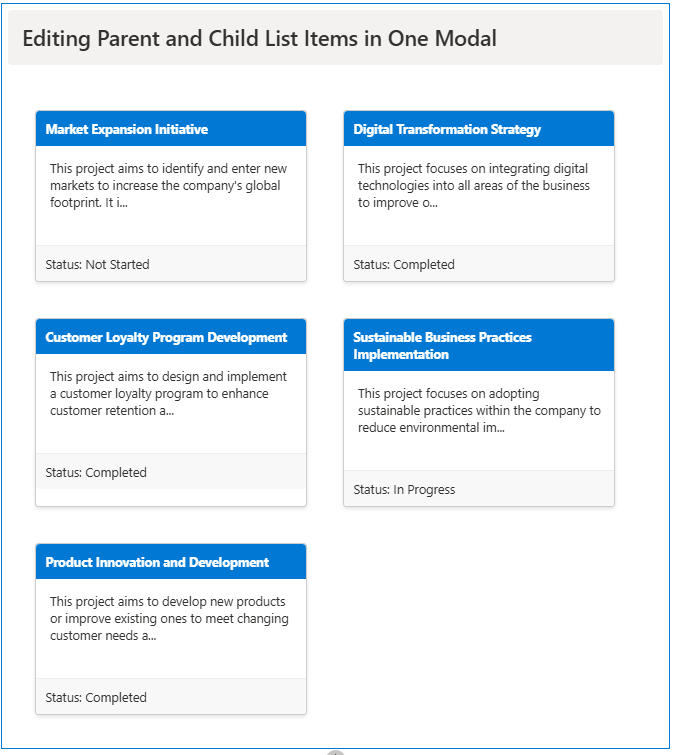 Editing Parent and Child List Items in One Modal
Market Expansion Initiative
This project aims to identify and enter new
markets to increase the company's global
footprint. It i...
Status: Not Started
Digital Transformation Strategy
This project focuses on integrating digital
technologies into all areas of the business
to improve o...
Status: Completed
Customer Loyalty Program Development
This project aims to design and implement
a customer loyalty program to enhance
customer retention a...
Status: Completed
Sustainable Business Practices
Implementation
This project focuses on adopting
sustainable practices within the company to
reduce environmental im...
Status: In Progress
Product Innovation and Development
This project aims to develop new products
or improve existing ones to meet changing
customer needs a...
Status: Completed